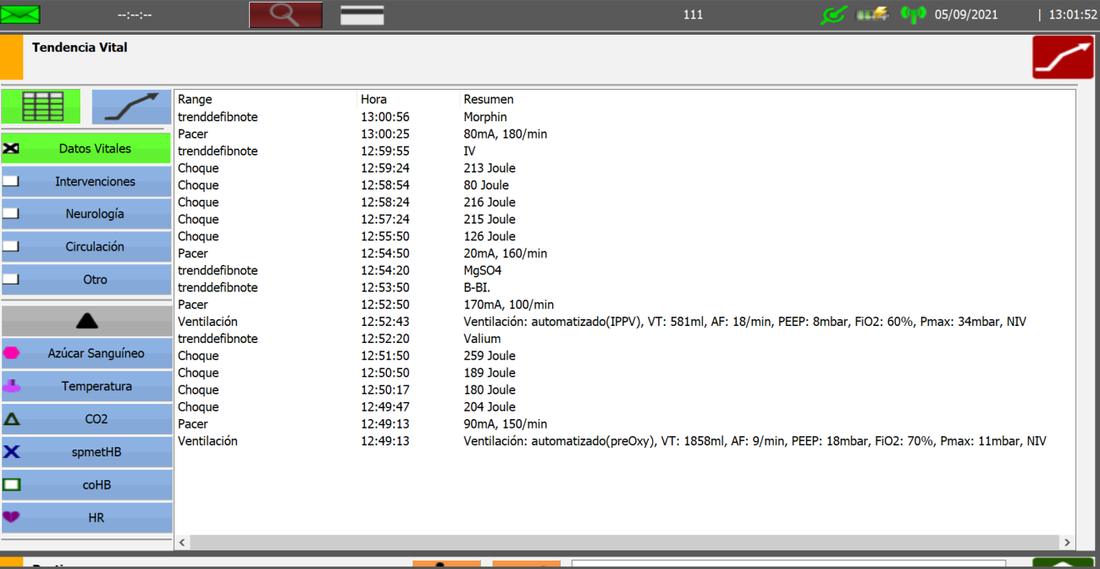 --:--:-- 111 05/09/2021 | 13:01:52
Tendencia Vital
Range Hora Resumen
trenddefibnote 13:00:56 Morphin
Pacer 13:00:25 80mA, 180/min
trenddefibnote 12:59:55 IV
Choque 12:59:24 213 Joule
Choque 12:58:54 80 Joule
Choque 12:58:24 216 Joule
Choque 12:57:24 215 Joule
Choque 12:55:50 126 Joule
Pacer 12:54:50 20mA, 160/min
trenddefibnote 12:54:20 MgSO4
trenddefibnote 12:53:50 B-BI.
Pacer 12:52:50 170mA, 100/min
Ventilación 12:52:43 Ventilación: automatizado(IPPV), VT: 581ml, AF: 18/min, PEEP: 8mbar, FiO2: 60%, Pmax: 34mbar, NIV
trenddefibnote 12:52:20 Valium
Choque 12:51:50 259 Joule
Choque 12:50:50 189 Joule
Choque 12:50:17 180 Joule
Choque 12:49:47 204 Joule
Pacer 12:49:13 90mA, 150/min
Ventilación 12:49:13 Ventilación: automatizado(preOxy), VT: 1858ml, AF: 9/min, PEEP: 18mbar, FiO2: 70%, Pmax: 11mbar, NIV
Datos Vitales
Intervenciones
Neurología
Circulación
Otro
Azúcar Sanguíneo
Temperatura
CO2
spmetHB
coHB
HR